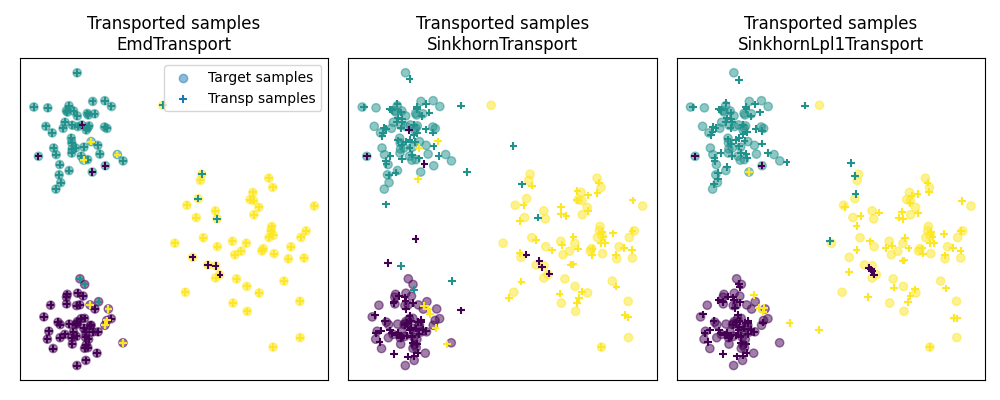 Transported samples
EmdTransport
Target samples
Transp samples
Transported samples
SinkhornTransport
Transported samples
SinkhornLpl1Transport